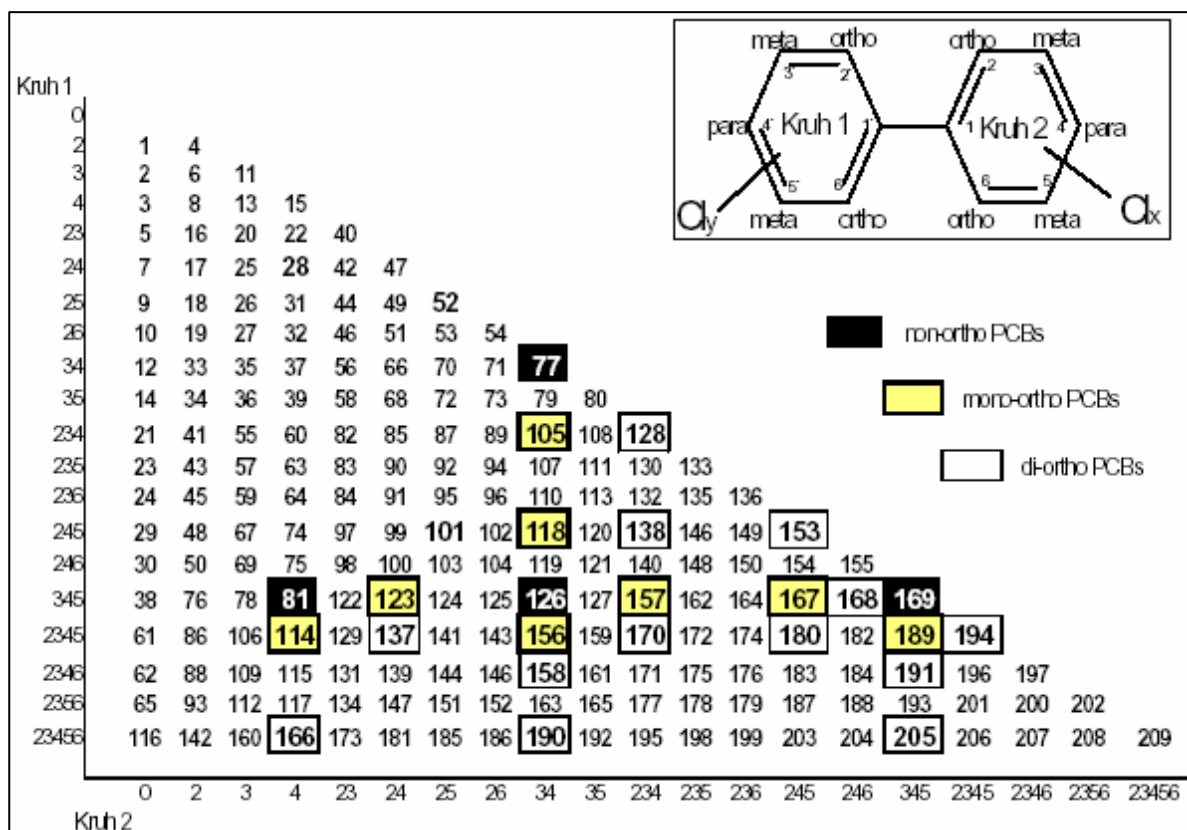 meta ortho ortho meta
3' 2' 2 3
para 4' Kruh 1 1' 1 Kruh 2 4 para
5' 6' 6 5
Cly meta ortho ortho meta Clx
Kruh 1
0
2 1 4
3 2 6 11
4 3 8 13 15
23 5 16 20 22 40
24 7 17 25 28 42 47
25 9 18 26 31 44 49 52
26 10 19 27 32 46 51 53 54
non-ortho PCBs
34 12 33 35 37 56 66 70 71 77
35 14 34 36 39 58 68 72 73 79 80
mono-ortho PCBs
234 21 41 55 60 82 85 87 89 105 108 128
235 23 43 57 63 83 90 92 94 107 111 130 133
di-ortho PCBs
236 24 45 59 64 84 91 95 96 110 113 132 135 136
245 29 48 67 74 97 99 101 102 118 120 138 146 149 153
246 30 50 69 75 98 100 103 104 119 121 140 148 150 154 155
345 38 76 78 81 122 123 124 125 126 127 157 162 164 167 168 169
2345 61 86 106 114 129 137 141 143 156 159 170 172 174 180 182 189 194
2346 62 88 109 115 131 139 144 146 158 161 171 175 176 183 184 191 196 197
2356 65 93 112 117 134 147 151 152 163 165 177 178 179 187 188 193 201 200 202
23456 116 142 160 166 173 181 185 186 190 192 195 198 199 203 204 205 206 207 208 209
0 2 3 4 23 24 25 26 34 35 234 235 236 245 246 345 2345 2346 2356 23456
Kruh 2